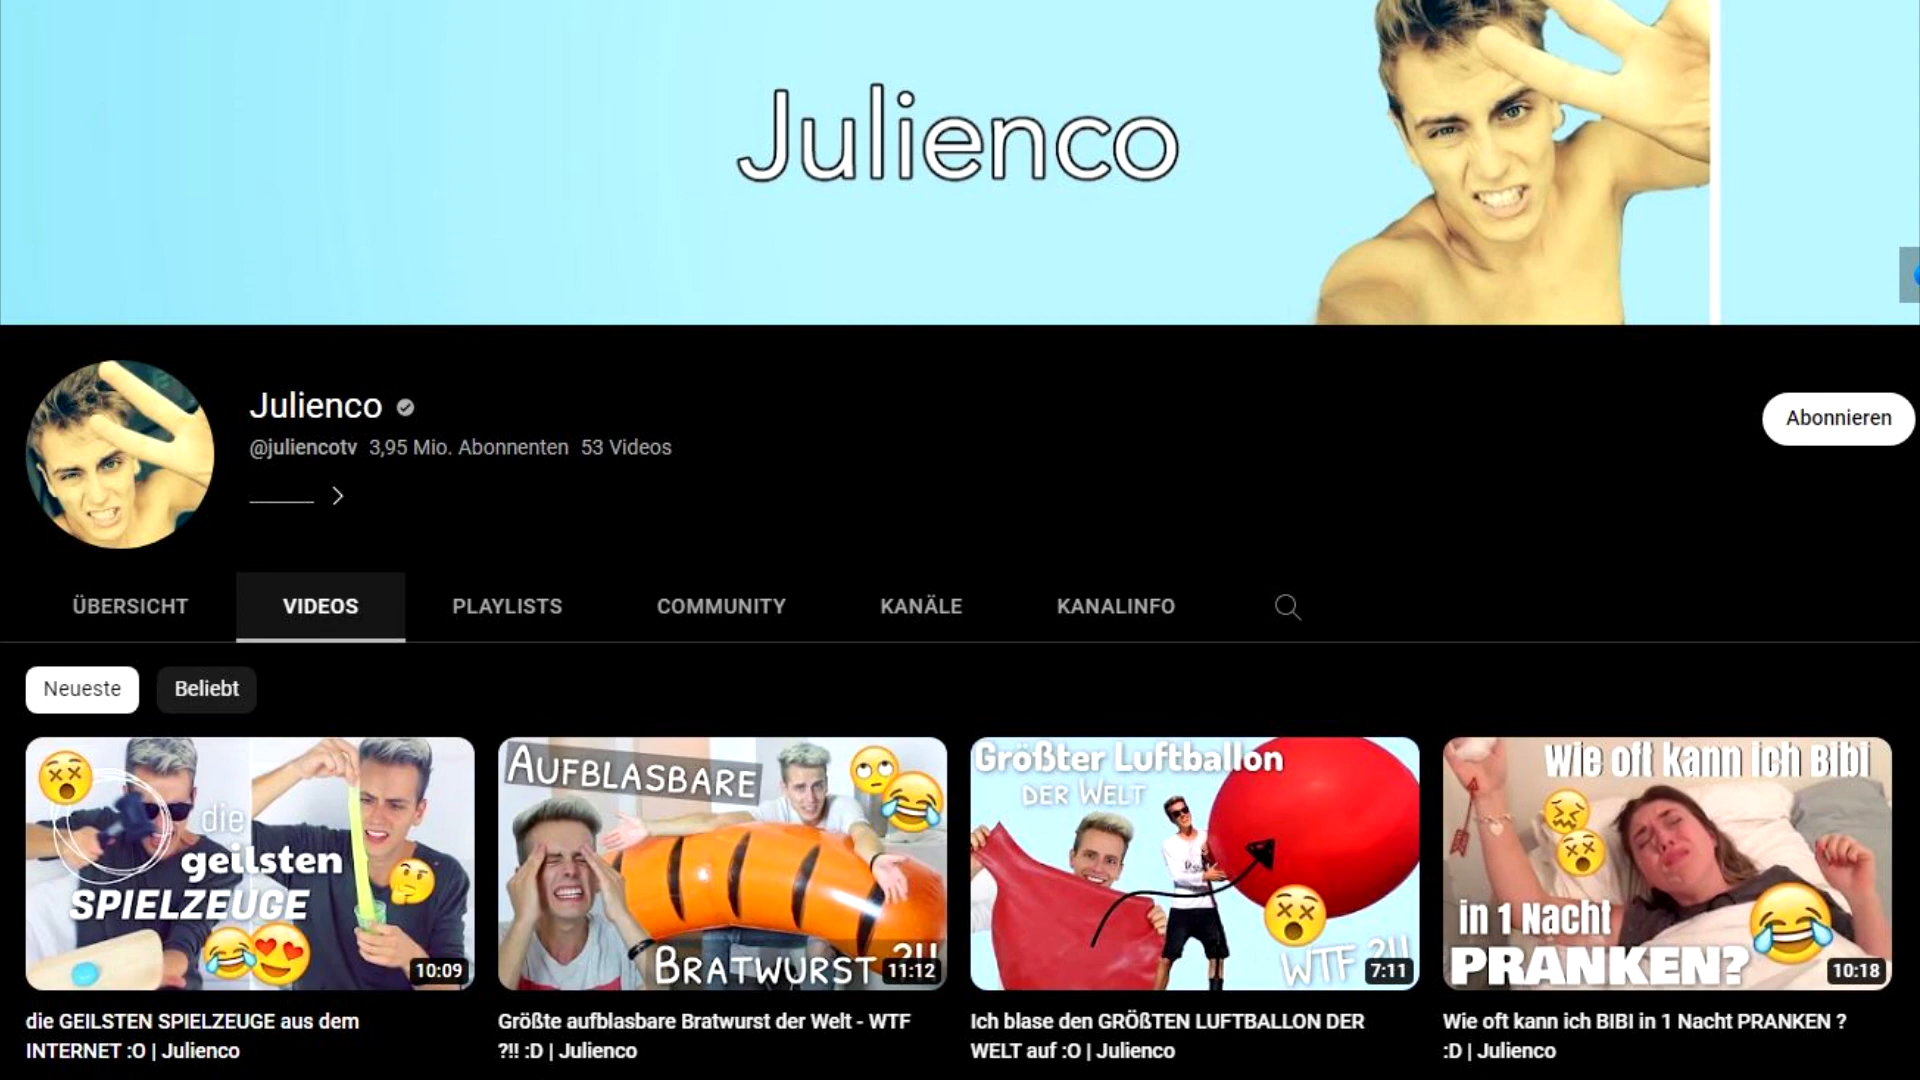 Julienco
Julienco
@juliencotv 3,95 Mio. Abonnenten 53 Videos
Abonnieren
ÜBERSICHT VIDEOS PLAYLISTS COMMUNITY KANÄLE KANALINFO
Neueste Beliebt
die
geilsten
SPIELZEUGE
10:09
AUFBLASBARE
BRATWURST ?!!
11:12
Größter Luftballon
DER WELT
WTF ?!!
7:11
Wie oft kann ich Bibi
in 1 Nacht
PRANKEN?
10:18
die GEILSTEN SPIELZEUGE aus dem
INTERNET :O | Julienco
Größte aufblasbare Bratwurst der Welt - WTF
?!! :D | Julienco
Ich blase den GRÖßTEN LUFTBALLON DER
WELT auf :O | Julienco
Wie oft kann ich BIBI in 1 Nacht PRANKEN ?
:D | Julienco